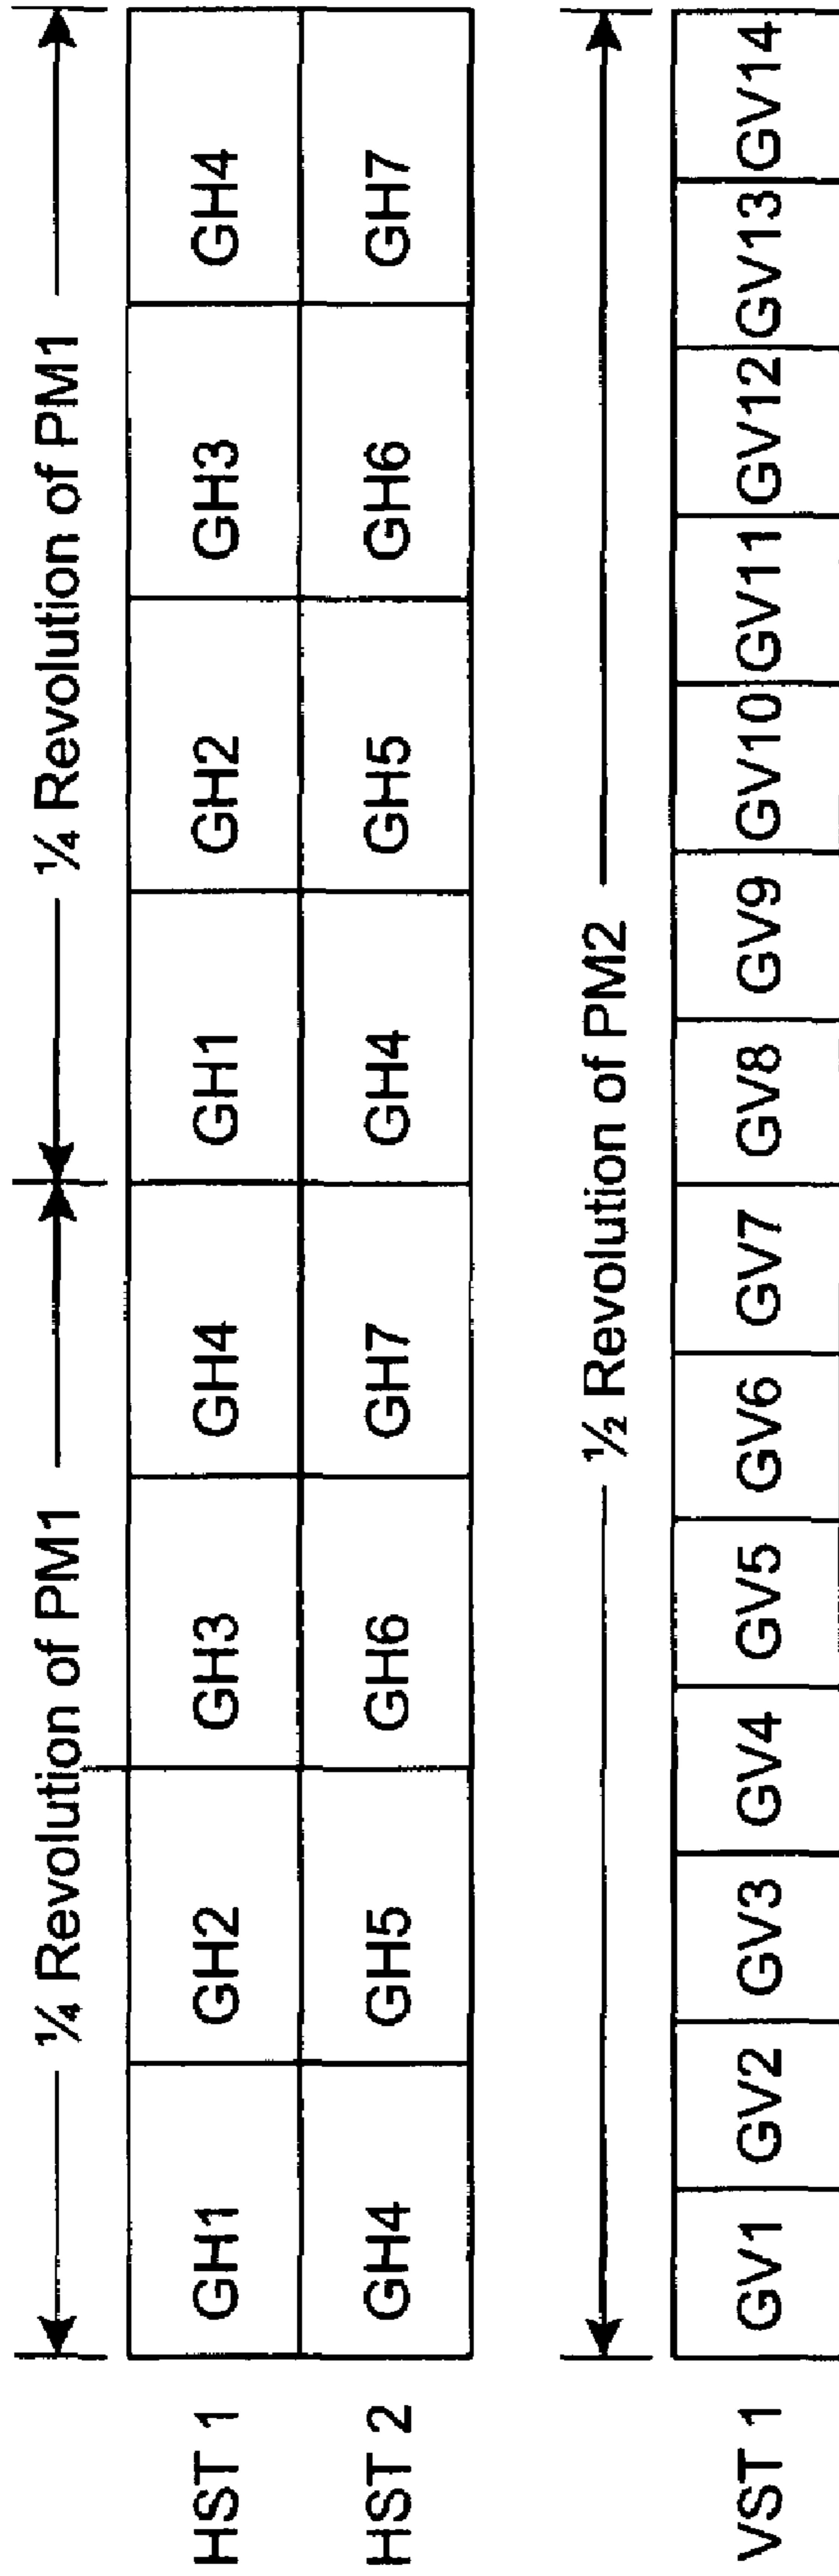 ¼ Revolution of PM1 ¼ Revolution of PM1
HST 1 GH1 GH2 GH3 GH4 GH1 GH2 GH3 GH4
HST 2 GH4 GH5 GH6 GH7 GH4 GH5 GH6 GH7
½ Revolution of PM2
VST 1 GV1 GV2 GV3 GV4 GV5 GV6 GV7 GV8 GV9 GV10 GV11 GV12 GV13 GV14